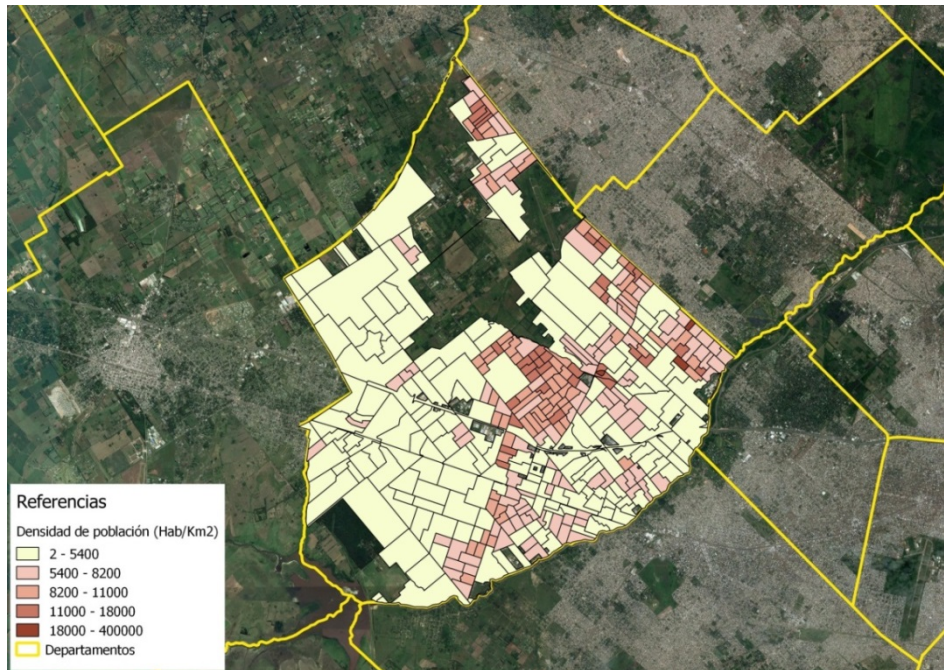 Referencias
Densidad de población (Hab/Km2)
2 - 5400
5400 - 8200
8200 - 11000
11000 - 18000
18000 - 400000
Departamentos